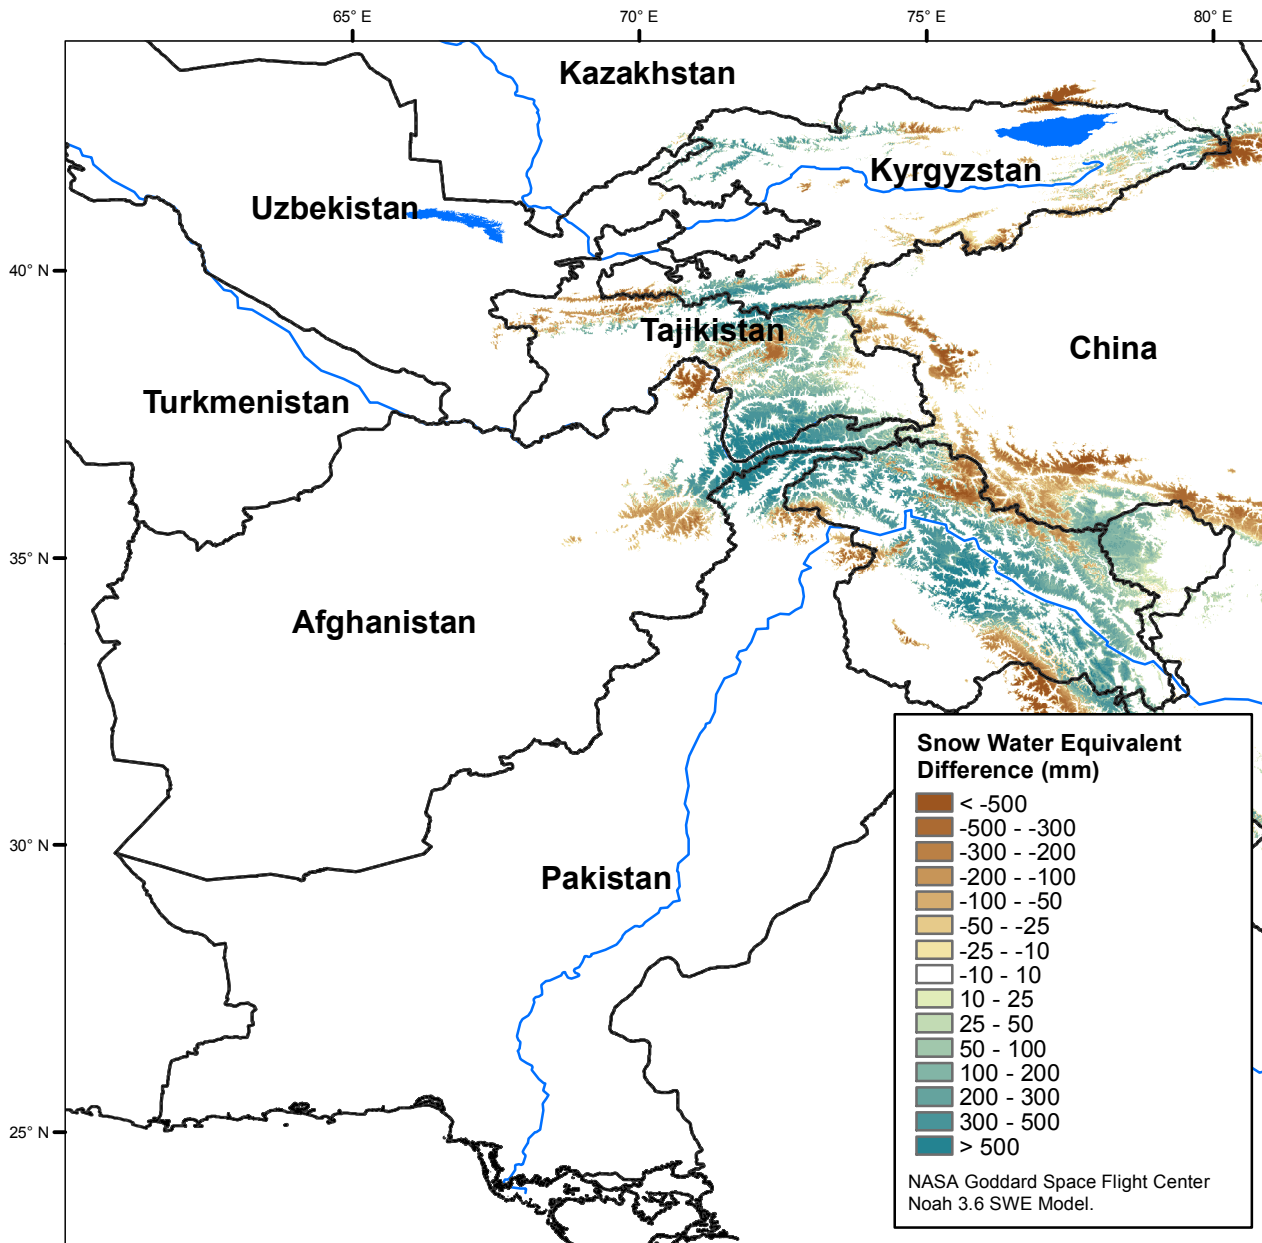 65° E
70° E
75° E
80° E
Kazakhstan
Kyrgyzstan
Uzbekistan
40° N
Tajikistan
China
Turkmenistan
35° N
Afghanistan
30° N
Pakistan
25° N
Snow Water Equivalent
Difference (mm)
< -500
-500 - -300
-300 - -200
-200 - -100
-100 - -50
-50 - -25
-25 - -10
-10 - 10
10 - 25
25 - 50
50 - 100
100 - 200
200 - 300
300 - 500
> 500
NASA Goddard Space Flight Center
Noah 3.6 SWE Model.